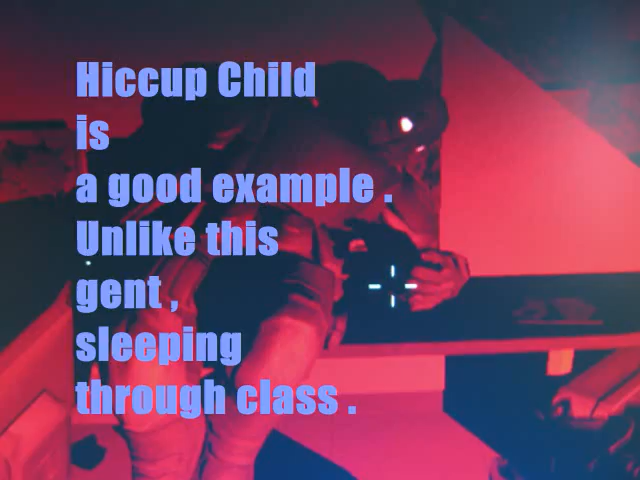 Hiccup Child
is
a good example .
Unlike this
gent ,
sleeping
through class .